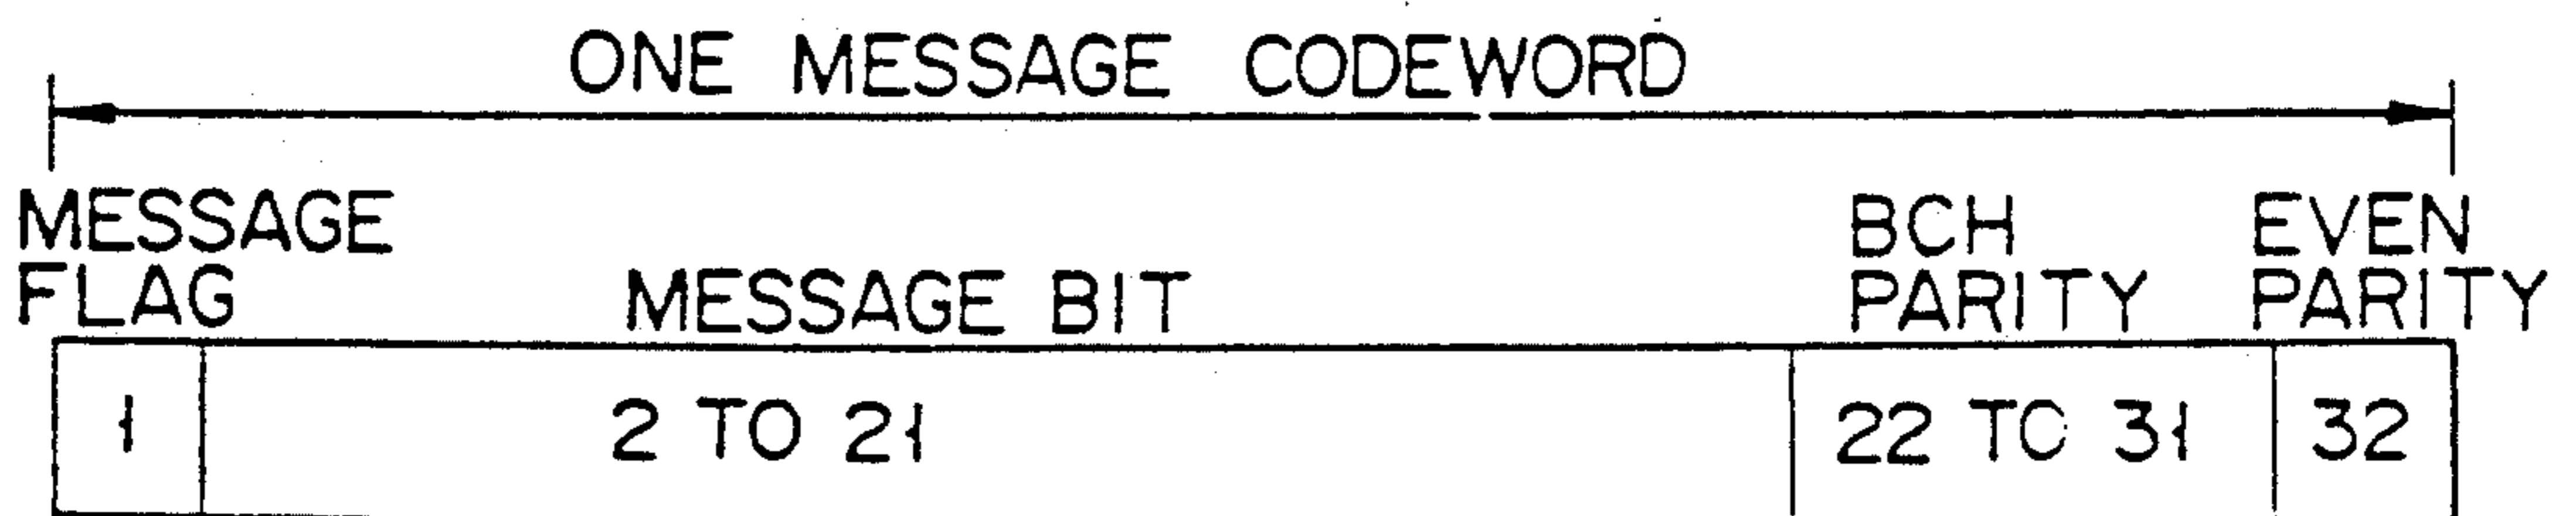 ONE MESSAGE CODEWORD
MESSAGE FLAG
MESSAGE BIT
BCH PARITY
EVEN PARITY
1
2 TO 21
22 TO 31
32